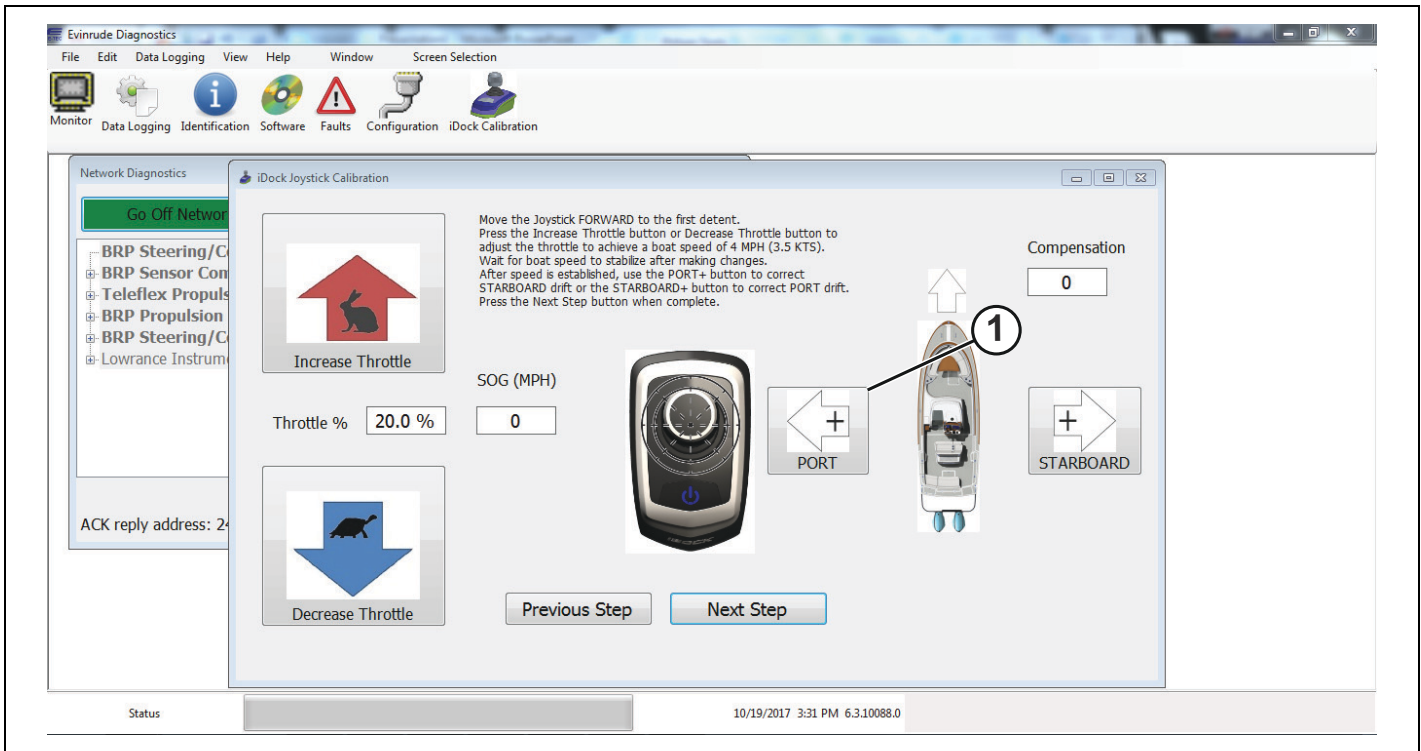 Evinrude Diagnostics
File Edit Data Logging View Help Window Screen Selection
Monitor Data Logging Identification Software Faults Configuration iDock Calibration
Network Diagnostics
Go Off Networ
BRP Steering/C
BRP Sensor Com
Teleflex Propuls
BRP Propulsion
BRP Steering/C
Lowrance Instrum
ACK reply address: 24
iDock Joystick Calibration
Move the Joystick FORWARD to the first detent.
Press the Increase Throttle button or Decrease Throttle button to
adjust the throttle to achieve a boat speed of 4 MPH (3.5 KTS).
Wait for boat speed to stabilize after making changes.
After speed is established, use the PORT+ button to correct
STARBOARD drift or the STARBOARD+ button to correct PORT drift.
Press the Next Step button when complete.
Compensation
0
1
Increase Throttle
SOG (MPH)
Throttle % 20.0 %
0
+
PORT
+
STARBOARD
Decrease Throttle
Previous Step
Next Step
Status
10/19/2017 3:31 PM 6.3.10088.0